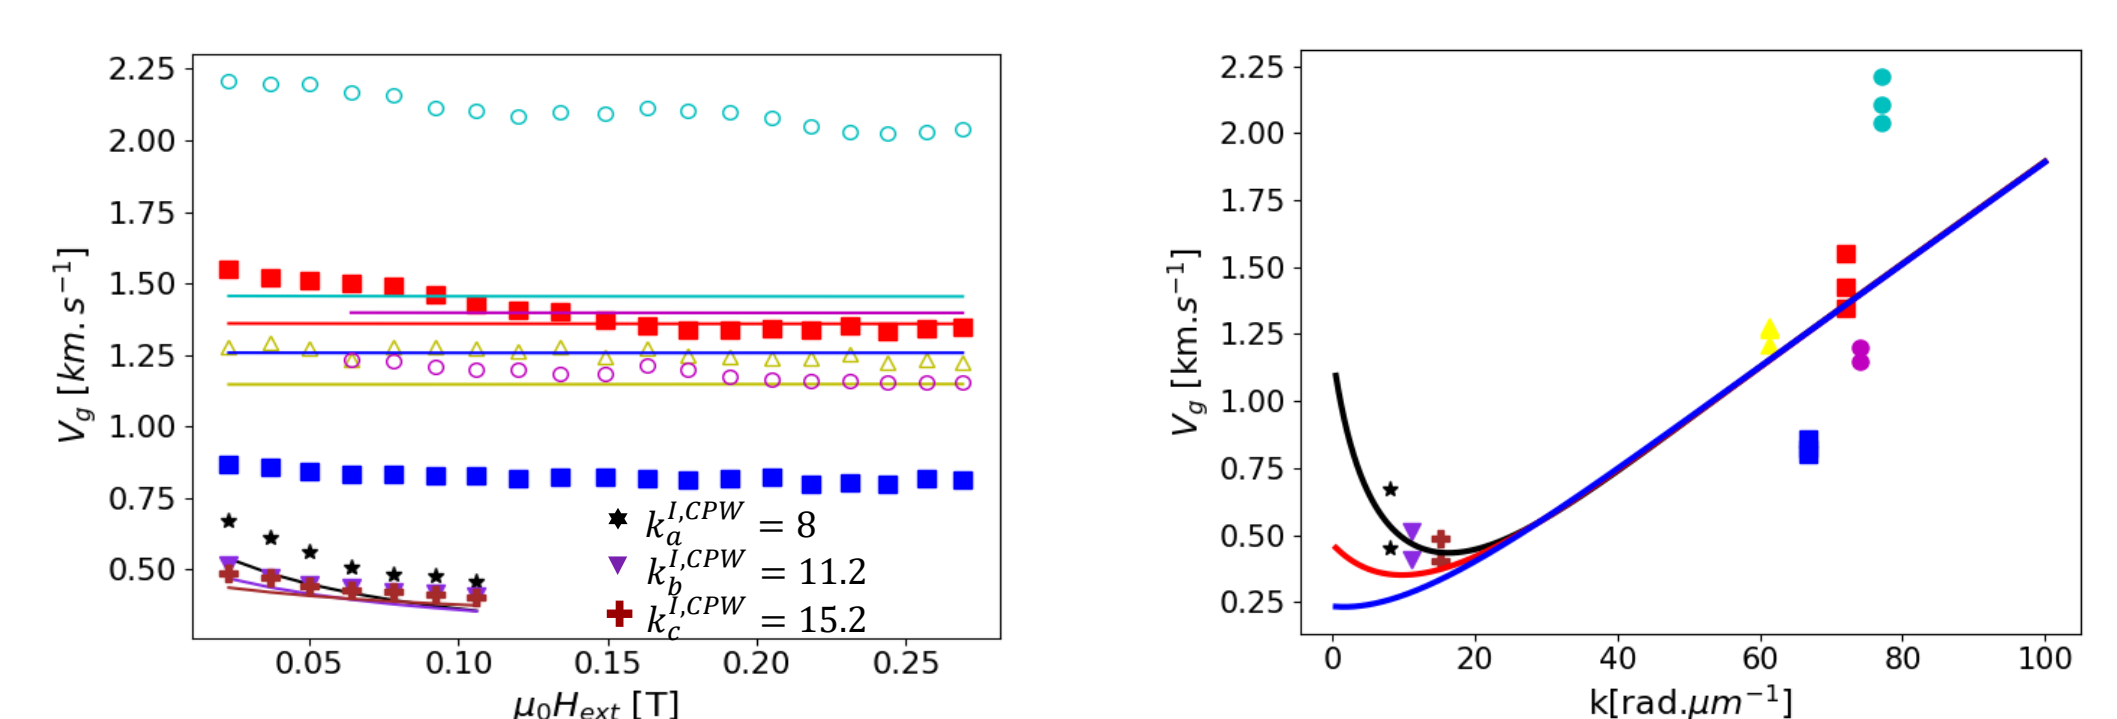 2.25
2.00
1.75
1.50
1.25
1.00
0.75
0.50
V_g [km.s⁻¹]
k_a^{I,CPW} = 8
k_b^{I,CPW} = 11.2
k_c^{I,CPW} = 15.2
0.05 0.10 0.15 0.20 0.25
μ₀H_ext [T]
2.25
2.00
1.75
1.50
1.25
1.00
0.75
0.50
0.25
V_g [km.s⁻¹]
0 20 40 60 80 100
k[rad.μm⁻¹]